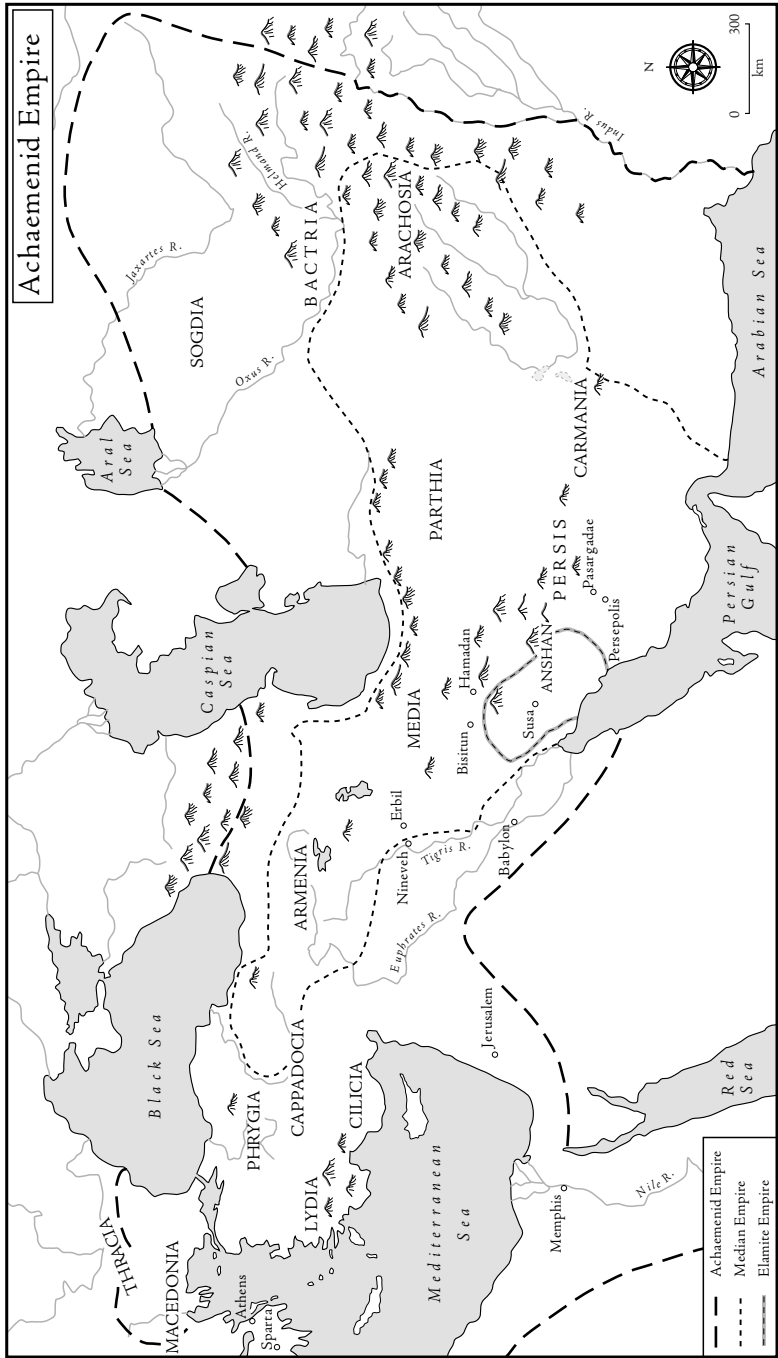 Achaemenid Empire
THRACIA
MACEDONIA
Athens
Sparta
Black Sea
Caspian
Sea
Aral
Sea
Jaxartes R.
SOGDIA
Oxus R.
BACTRIA
Helmand R.
ARACHOSIA
Indus R.
PHRYGIA
CAPPADOCIA
LYDIA
CILICIA
ARMENIA
Nineveh
Erbil
Tigris R.
Euphrates R.
MEDIA
Bisitun
Hamadan
PARTHIA
Susa
ANSHAN
PERSIS
Pasargadae
Persepolis
CARMANIA
Babylon
Jerusalem
Mediterranean
Sea
Memphis
Nile R.
Red
Sea
Persian
Gulf
Arabian Sea
N
0
300
km
Achaemenid Empire
Median Empire
Elamite Empire